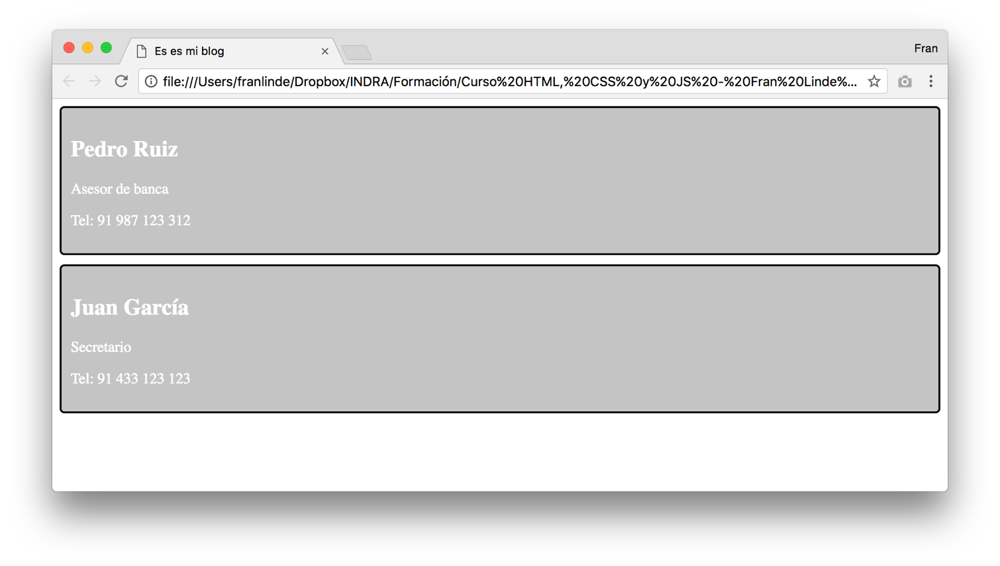 Es es mi blog
Fran
file:///Users/franlinde/Dropbox/INDRA/Formación/Curso%20HTML,%20CSS%20y%20JS%20-%20Fran%20Linde%...
Pedro Ruiz
Asesor de banca
Tel: 91 987 123 312
Juan García
Secretario
Tel: 91 433 123 123